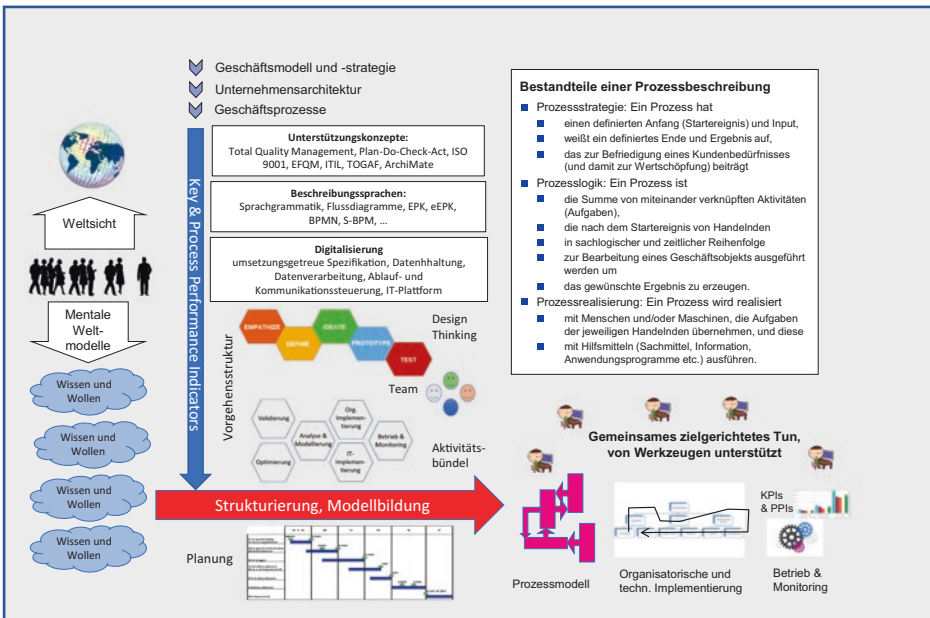 Geschäftsmodell und -strategie
Unternehmensarchitektur
Geschäftsprozesse
Unterstützungskonzepte:
Total Quality Management, Plan-Do-Check-Act, ISO
9001, EFQM, ITIL, TOGAF, ArchiMate
Beschreibungssprachen:
Sprachgrammatik, Flussdiagramme, EPK, eEPK,
BPMN, S-BPM, ...
Digitalisierung
umsetzungsgetreue Spezifikation, Datenhhaltung,
Datenverarbeitung, Ablauf- und
Kommunikationssteuerung, IT-Plattform
Key & Process Performance Indicators
Weltsicht
Mentale
Welt-
modelle
Wissen und
Wollen
Wissen und
Wollen
Wissen und
Wollen
Wissen und
Wollen
Vorgehensstruktur
EMPATHIZE
DEFINE
IDEATE
PROTOTYPE
TEST
Design
Thinking
Team
Validierung
Optimierung
Analyse &
Modellierung
Org.
Implemen-
tierung
IT-
Implemen-
tierung
Betrieb &
Monitoring
Aktivitäts-
bündel
Strukturierung, Modellbildung
Planung
Bestandteile einer Prozessbeschreibung
Prozessstrategie: Ein Prozess hat
einen definierten Anfang (Startereignis) und Input,
weißt ein definiertes Ende und Ergebnis auf,
das zur Befriedigung eines Kundenbedürfnisses
(und damit zur Wertschöpfung) beiträgt
Prozesslogik: Ein Prozess ist
die Summe von miteinander verknüpften Aktivitäten
(Aufgaben),
die nach dem Startereignis von Handelnden
in sachlogischer und zeitlicher Reihenfolge
zur Bearbeitung eines Geschäftsobjekts ausgeführt
werden um
das gewünschte Ergebnis zu erzeugen.
Prozessrealisierung: Ein Prozess wird realisiert
mit Menschen und/oder Maschinen, die Aufgaben
der jeweiligen Handelnden übernehmen, und diese
mit Hilfsmitteln (Sachmittel, Information,
Anwendungsprogramme etc.) ausführen.
Gemeinsames zielgerichtetes Tun,
von Werkzeugen unterstützt
KPIs
& PPIs
Prozessmodell
Organisatorische und
techn. Implementierung
Betrieb &
Monitoring